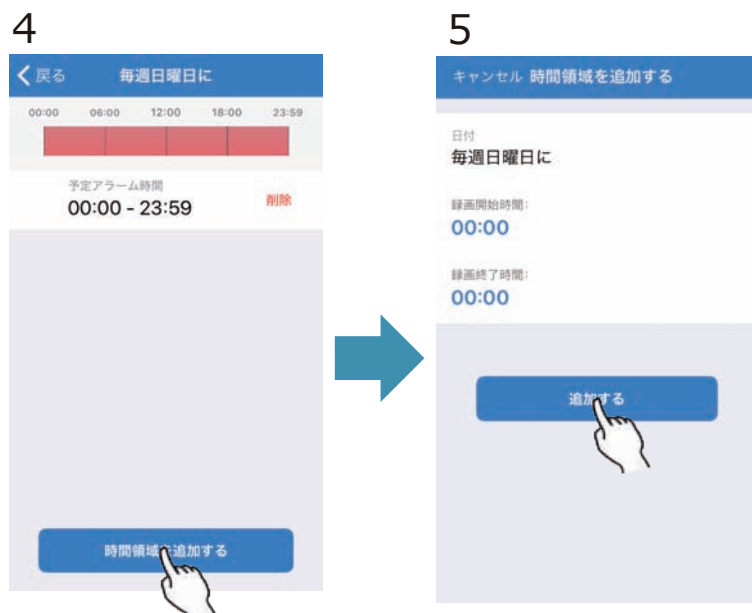 4
戻る 毎週日曜日に
00:00 06:00 12:00 18:00 23:59
予定アラーム時間
00:00 - 23:59 削除
時間領域を追加する
5
キャンセル 時間領域を追加する
日付
毎週日曜日に
録画開始時間:
00:00
録画終了時間:
00:00
追加する